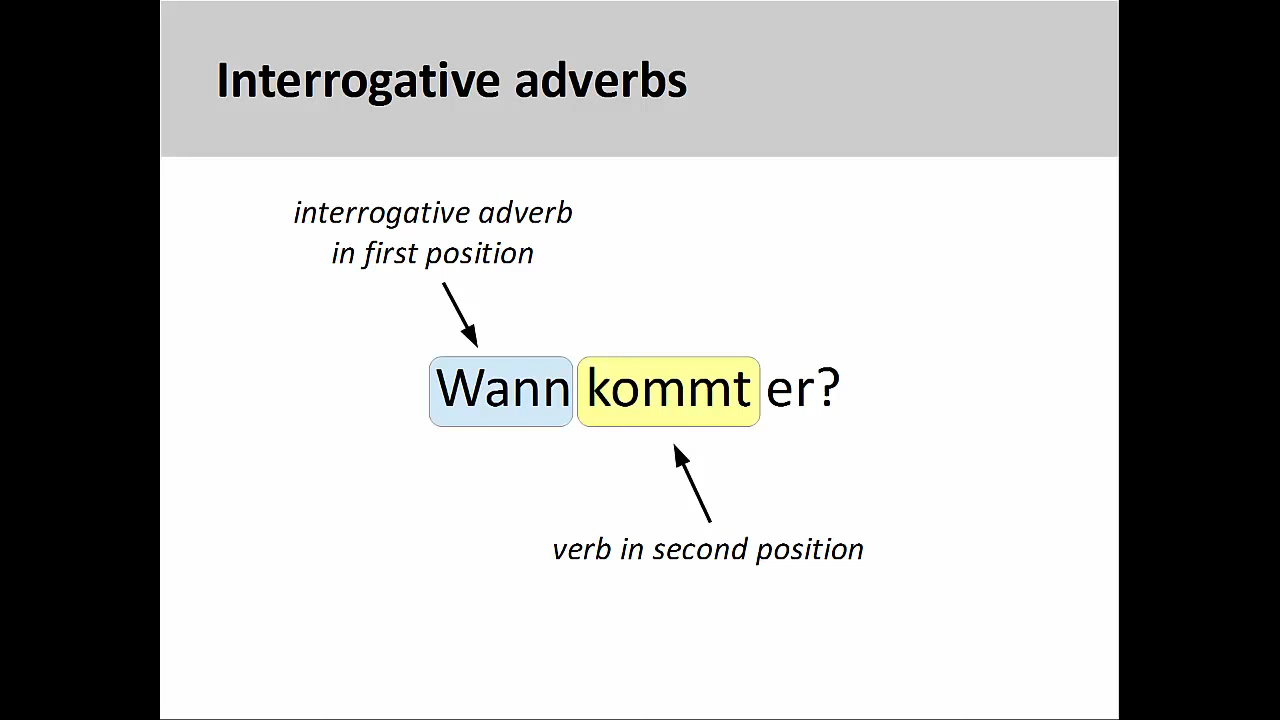 Interrogative adverbs
interrogative adverb
in first position
Wann kommt er?
verb in second position